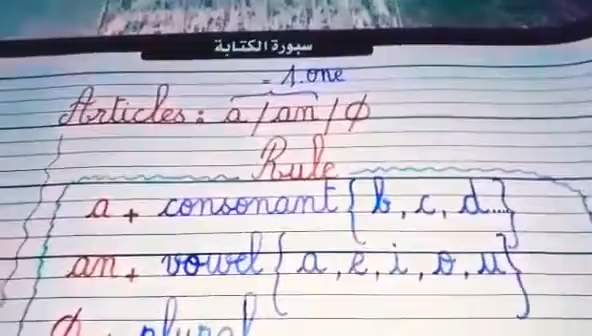 سبورة الكتابة
= 1. one
Articles: a / an / ϕ
Rule
a + consonant { b, c, d...}
an + vowel { a, e, i, o, u }
ϕ + plural